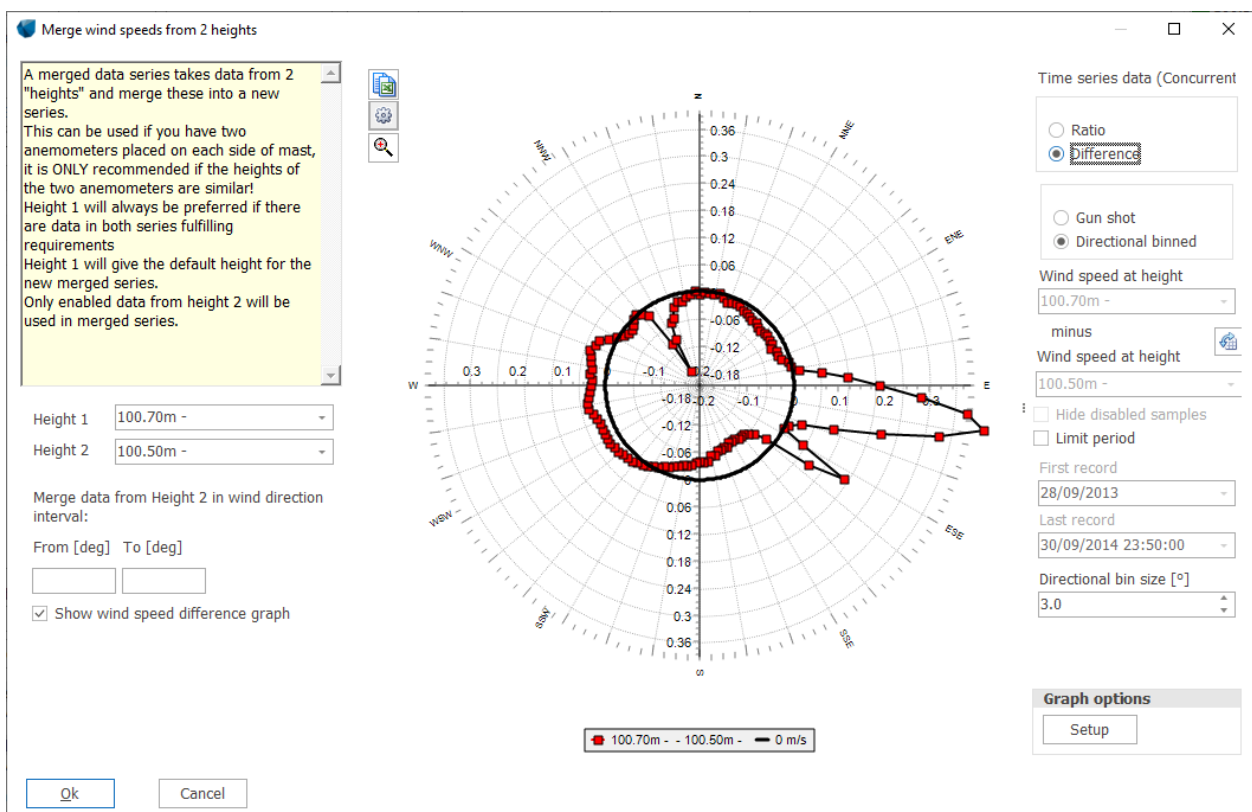 Merge wind speeds from 2 heights
A merged data series takes data from 2
"heights" and merge these into a new
series.
This can be used if you have two
anemometers placed on each side of mast,
it is ONLY recommended if the heights of
the two anemometers are similar!
Height 1 will always be preferred if there
are data in both series fulfilling
requirements
Height 1 will give the default height for the
new merged series.
Only enabled data from height 2 will be
used in merged series.
Height 1
100.70m -
Height 2
100.50m -
Merge data from Height 2 in wind direction
interval:
From [deg] To [deg]
Show wind speed difference graph
Ok
Cancel
N
NNE
ENE
E
ESE
SSE
S
SSW
WSW
W
WNW
NNW
0.36
0.3
0.24
0.18
0.12
0.06
-0.06
-0.12
-0.18
0.3
0.2
0.1
0
-0.1
-0.2
-0.1
0
0.1
0.2
0.3
-0.18
-0.12
-0.06
0
0.06
0.12
0.18
0.24
0.3
0.36
100.70m - - 100.50m -
0 m/s
Time series data (Concurrent
Ratio
Difference
Gun shot
Directional binned
Wind speed at height
100.70m -
minus
Wind speed at height
100.50m -
Hide disabled samples
Limit period
First record
28/09/2013
Last record
30/09/2014 23:50:00
Directional bin size [°]
3.0
Graph options
Setup